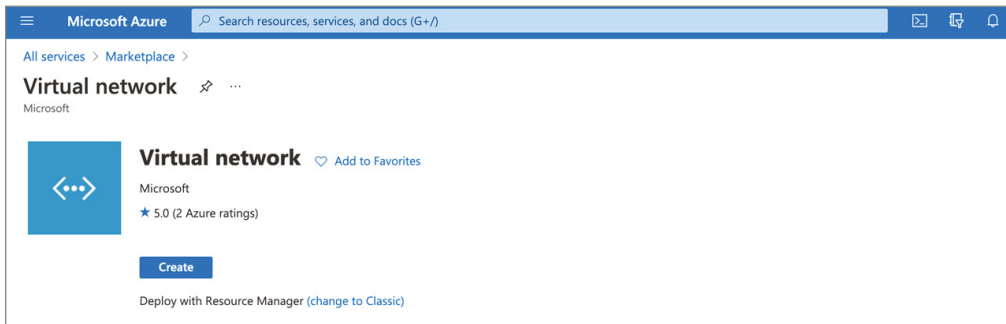 Microsoft Azure
Search resources, services, and docs (G+/)
All services > Marketplace >
Virtual network ...
Microsoft
Virtual network Add to Favorites
Microsoft
5.0 (2 Azure ratings)
Create
Deploy with Resource Manager (change to Classic)